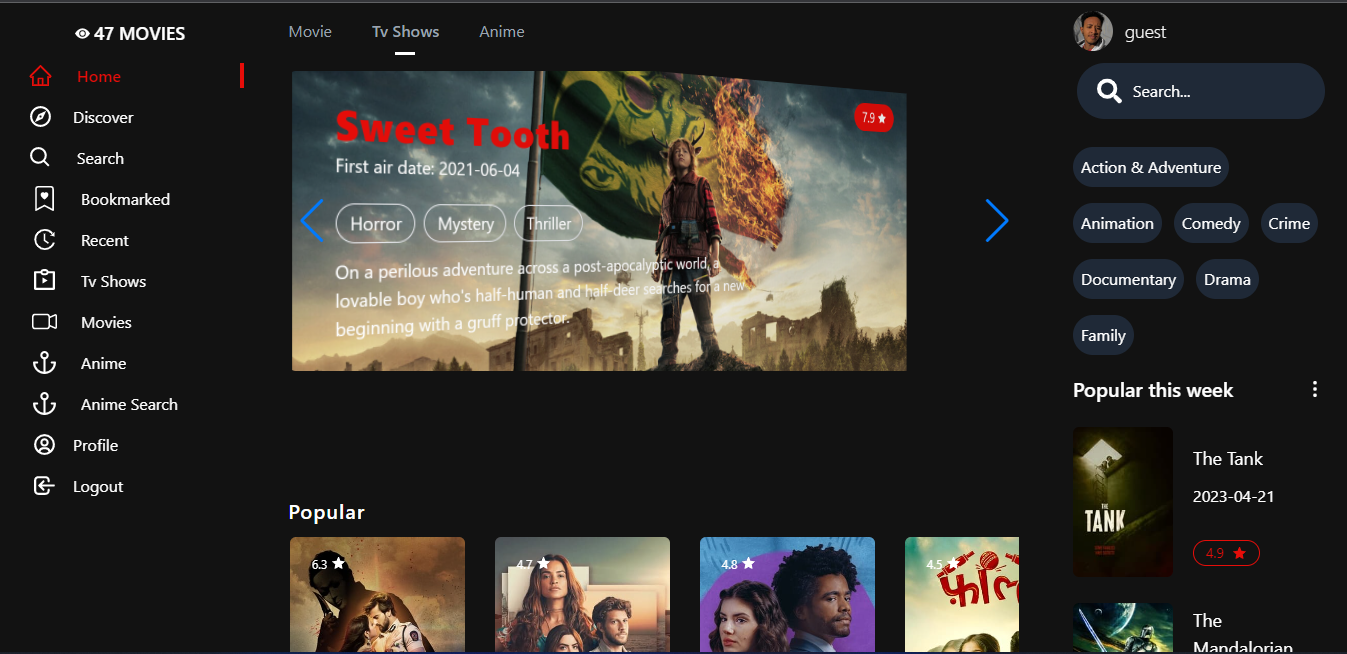 47 MOVIES
Home
Discover
Search
Bookmarked
Recent
Tv Shows
Movies
Anime
Anime Search
Profile
Logout
Movie Tv Shows Anime
Sweet Tooth
7.9
First air date: 2021-06-04
Horror Mystery Thriller
On a perilous adventure across a post-apocalyptic world, a
lovable boy who's half-human and half-deer searches for a new
beginning with a gruff protector.
Popular
6.3
4.7
4.8
4.5
guest
Search...
Action & Adventure
Animation Comedy Crime
Documentary Drama
Family
Popular this week
THE
TANK
The Tank
2023-04-21
4.9
The
Mandalorian